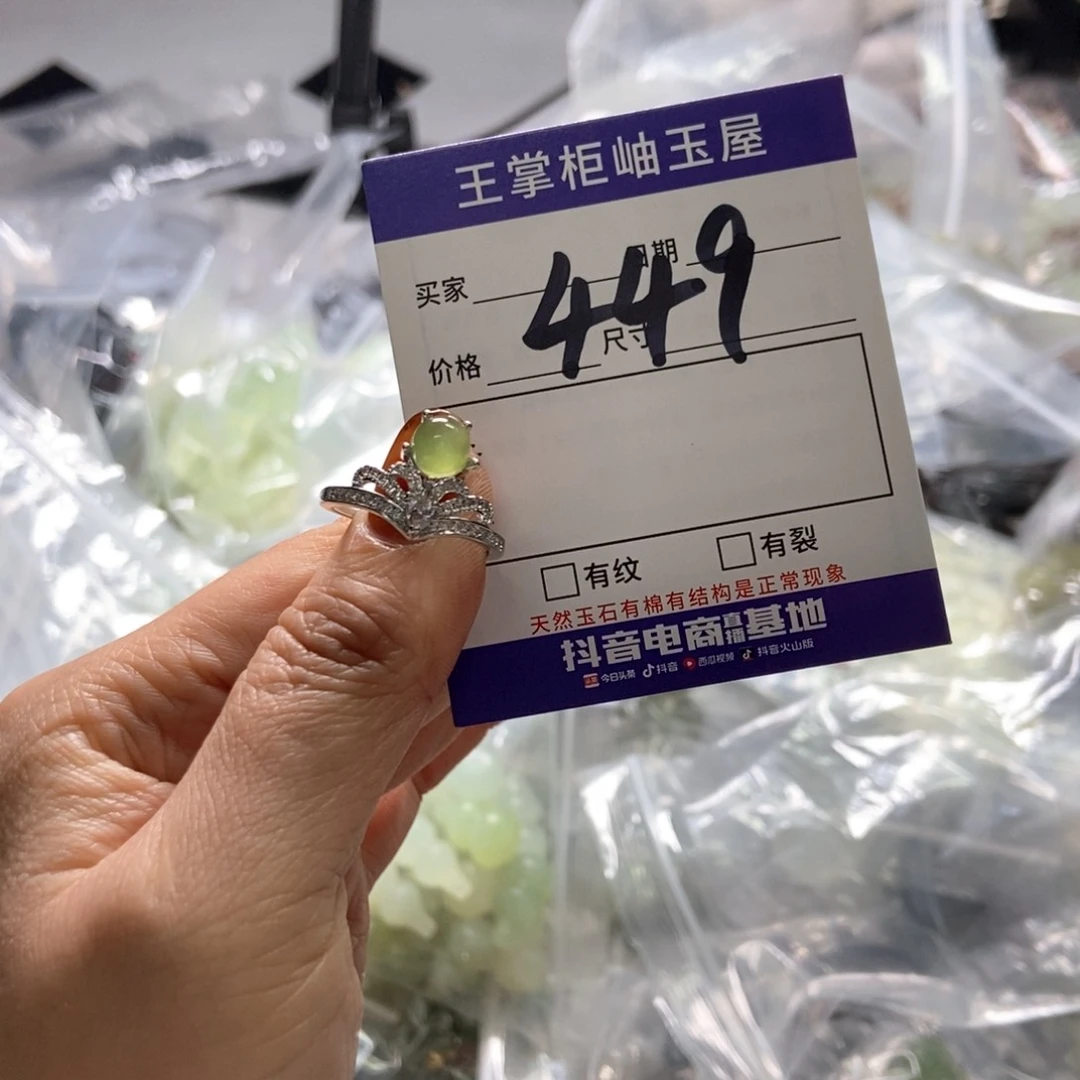 王掌柜岫玉屋
买家 日期
449
价格 尺寸
有纹 有裂
天然玉石有棉有结构是正常现象
抖音电商直播基地
今日头条 抖音 西瓜视频 抖音火山版